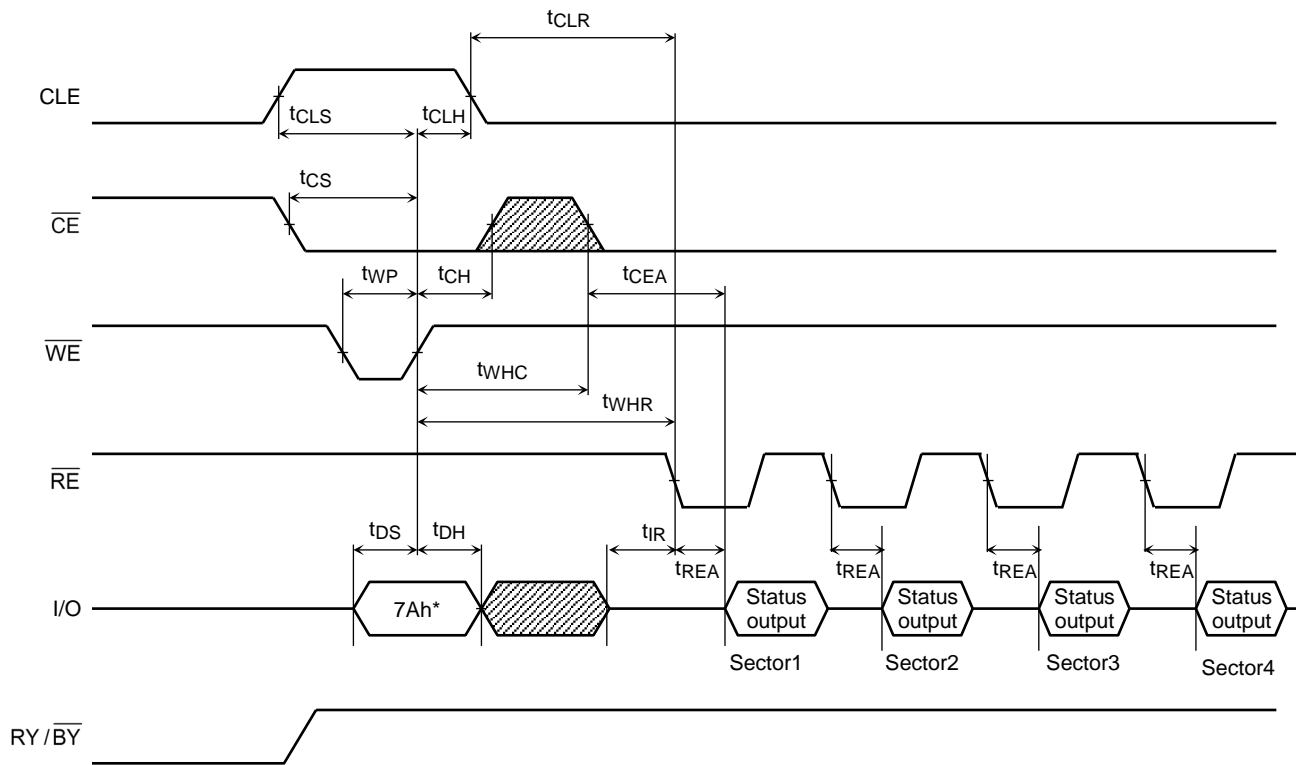 tCLR
CLE
tCLS
tCLH
tCS
CE
tWP
tCH
tCEA
WE
tWHC
tWHR
RE
tDS
tDH
tIR
tREA
tREA
tREA
tREA
I/O
7Ah*
Status output
Status output
Status output
Status output
Sector1
Sector2
Sector3
Sector4
RY/BY